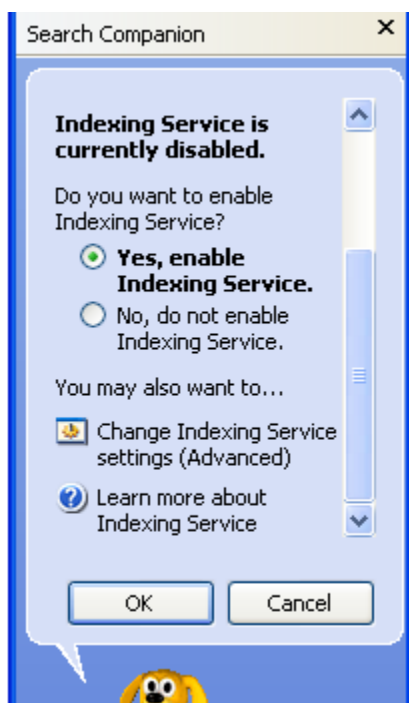 Search Companion
Indexing Service is
currently disabled.
Do you want to enable
Indexing Service?
Yes, enable
Indexing Service.
No, do not enable
Indexing Service.
You may also want to...
Change Indexing Service
settings (Advanced)
Learn more about
Indexing Service
OK Cancel